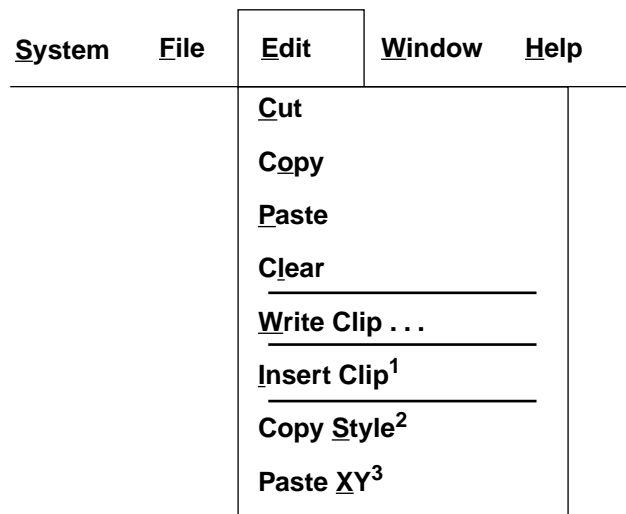 System File Edit Window Help
Cut
Copy
Paste
Clear
Write Clip . . .
Insert Clip1
Copy Style2
Paste XY3